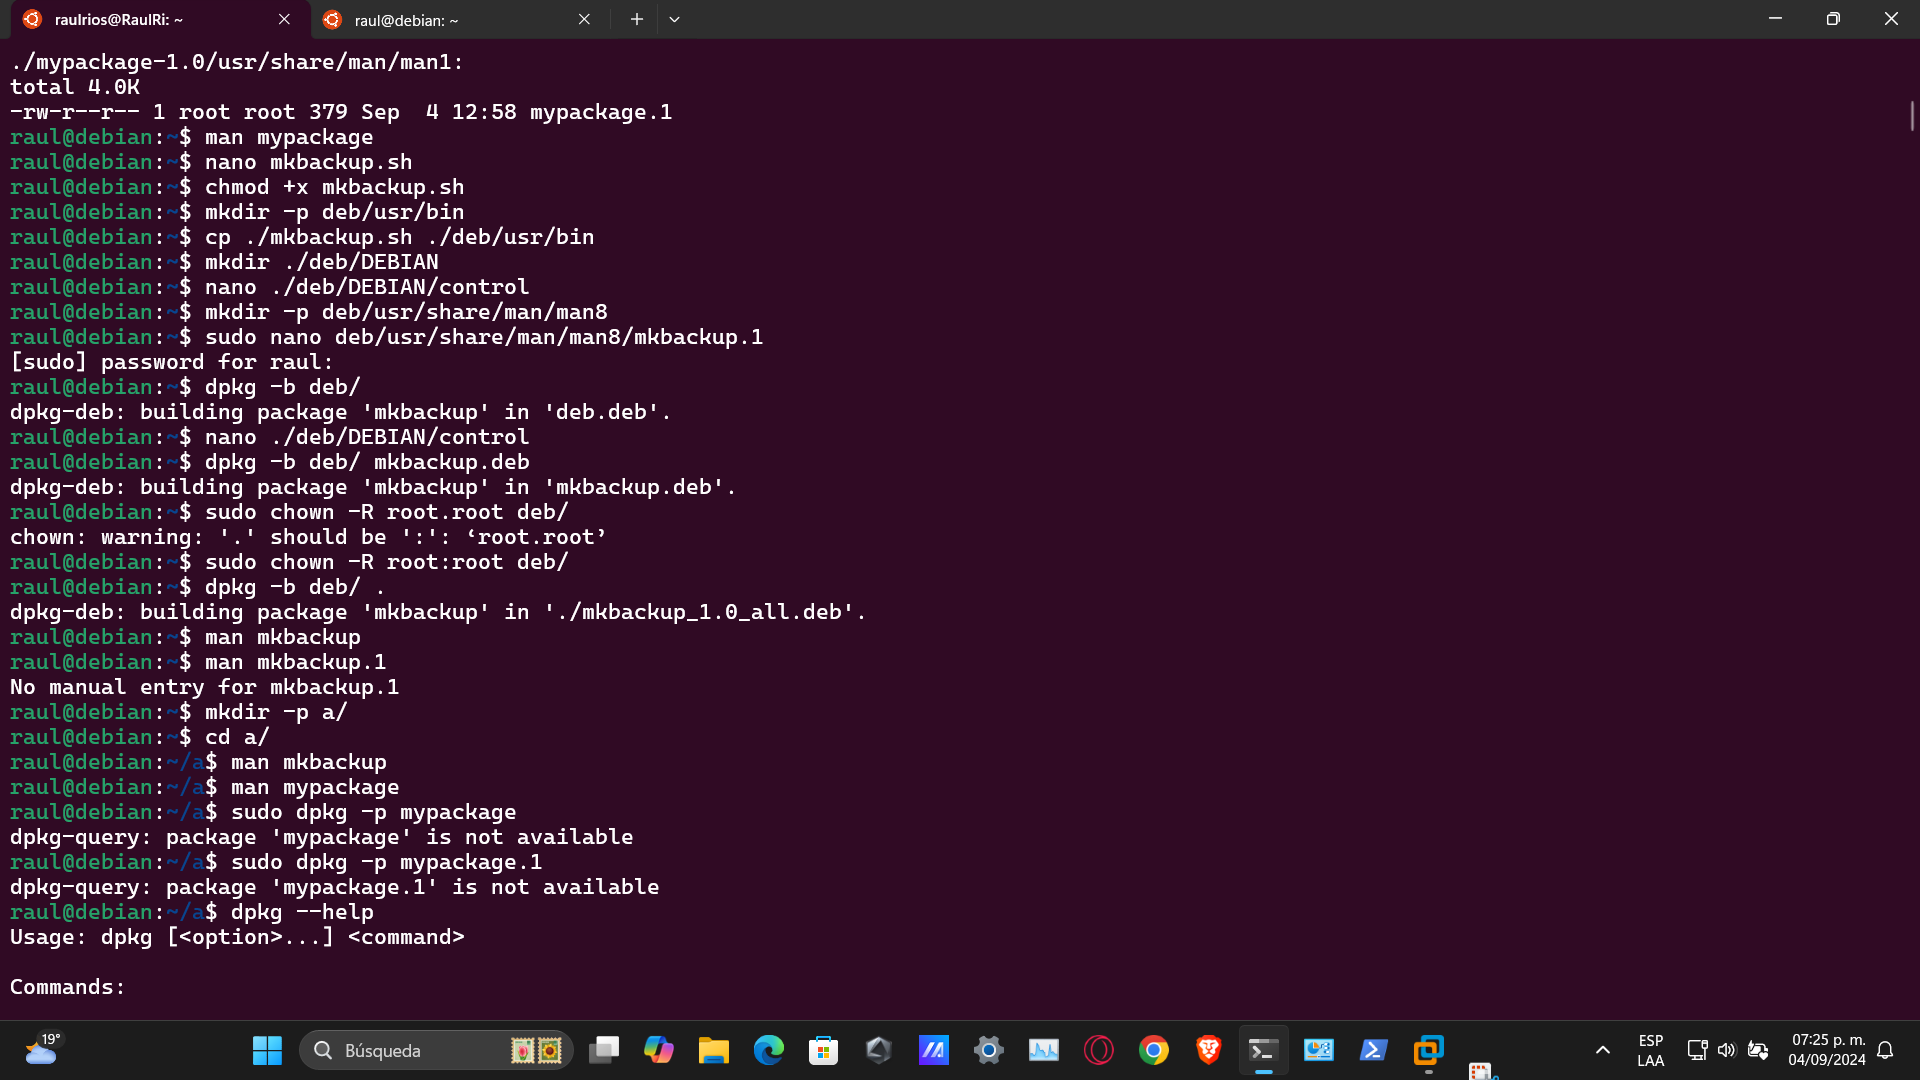 raulrios@RaulRi: ~
raul@debian: ~
./mypackage-1.0/usr/share/man/man1:
total 4.0K
-rw-r--r-- 1 root root 379 Sep  4 12:58 mypackage.1
raul@debian:~$ man mypackage
raul@debian:~$ nano mkbackup.sh
raul@debian:~$ chmod +x mkbackup.sh
raul@debian:~$ mkdir -p deb/usr/bin
raul@debian:~$ cp ./mkbackup.sh ./deb/usr/bin
raul@debian:~$ mkdir ./deb/DEBIAN
raul@debian:~$ nano ./deb/DEBIAN/control
raul@debian:~$ mkdir -p deb/usr/share/man/man8
raul@debian:~$ sudo nano deb/usr/share/man/man8/mkbackup.1
[sudo] password for raul:
raul@debian:~$ dpkg -b deb/
dpkg-deb: building package 'mkbackup' in 'deb.deb'.
raul@debian:~$ nano ./deb/DEBIAN/control
raul@debian:~$ dpkg -b deb/ mkbackup.deb
dpkg-deb: building package 'mkbackup' in 'mkbackup.deb'.
raul@debian:~$ sudo chown -R root.root deb/
chown: warning: '.' should be ':': ‘root.root’
raul@debian:~$ sudo chown -R root:root deb/
raul@debian:~$ dpkg -b deb/ .
dpkg-deb: building package 'mkbackup' in './mkbackup_1.0_all.deb'.
raul@debian:~$ man mkbackup
raul@debian:~$ man mkbackup.1
No manual entry for mkbackup.1
raul@debian:~$ mkdir -p a/
raul@debian:~$ cd a/
raul@debian:~/a$ man mkbackup
raul@debian:~/a$ man mypackage
raul@debian:~/a$ sudo dpkg -p mypackage
dpkg-query: package 'mypackage' is not available
raul@debian:~/a$ sudo dpkg -p mypackage.1
dpkg-query: package 'mypackage.1' is not available
raul@debian:~/a$ dpkg --help
Usage: dpkg [<option>...] <command>
Commands:
19°
Búsqueda
ESP
LAA
07:25 p. m.
04/09/2024